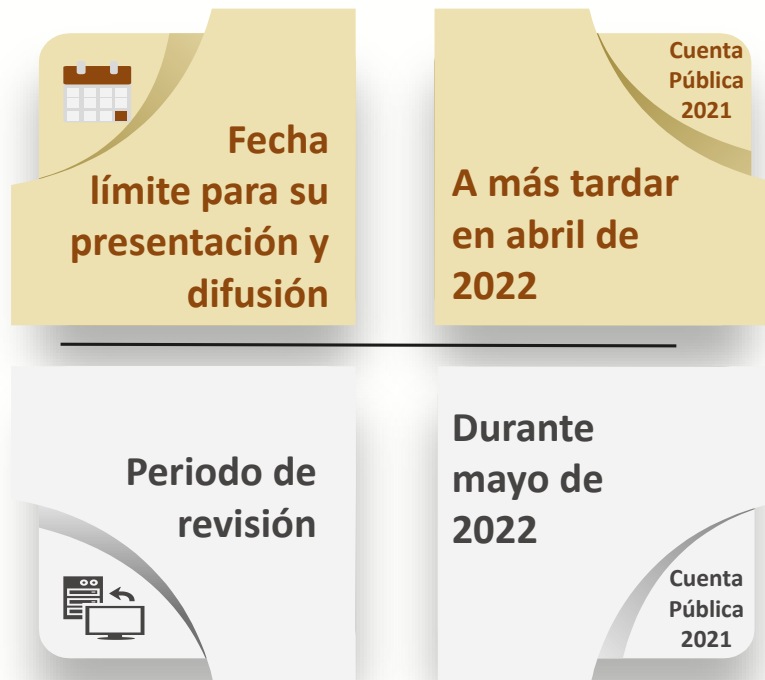 Fecha
límite para su
presentación y
difusión
Cuenta
Pública
2021
A más tardar
en abril de
2022
Periodo de
revisión
Durante
mayo de
2022
Cuenta
Pública
2021